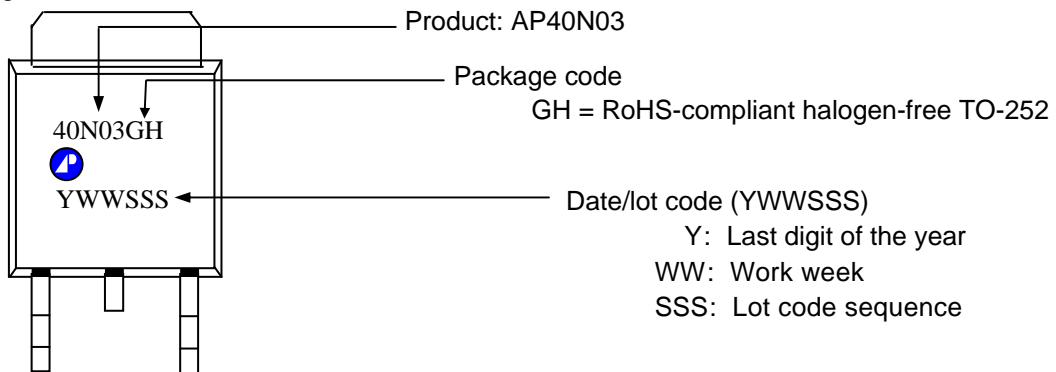 Product: AP40N03
Package code
GH = RoHS-compliant halogen-free TO-252
40N03GH
YWWSSS
Date/lot code (YWWSSS)
Y: Last digit of the year
WW: Work week
SSS: Lot code sequence